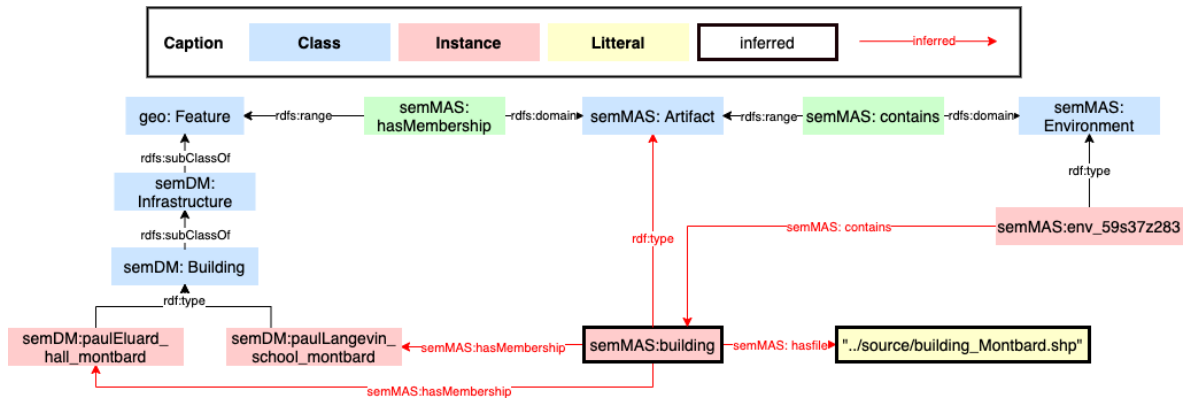 Caption
Class
Instance
Litteral
inferred
inferred
geo: Feature
rdfs:range
semMAS:
hasMembership
rdfs:domain
semMAS: Artifact
rdfs:range
semMAS: contains
rdfs:domain
semMAS:
Environment
rdfs:subClassOf
rdf:type
semDM:
Infrastructure
semMAS: contains
semMAS:env_59s37z283
rdfs:subClassOf
rdf:type
semDM: Building
rdf:type
semDM:paulEluard_
hall_montbard
semDM:paulLangevin_
school_montbard
semMAS:hasMembership
semMAS:building
semMAS: hasfile
"../source/building_Montbard.shp"
semMAS:hasMembership